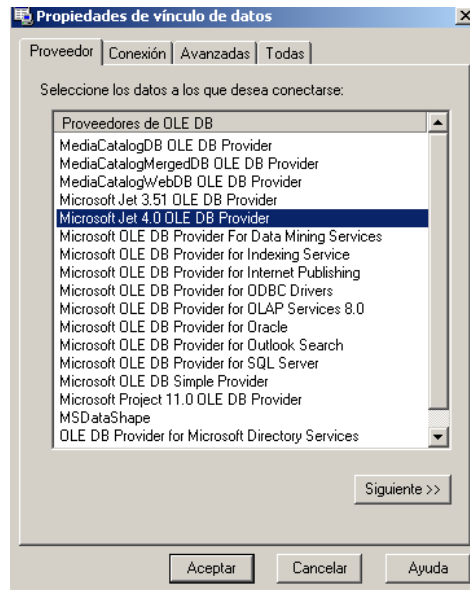 Propiedades de vínculo de datos
Proveedor Conexión Avanzadas Todas
Seleccione los datos a los que desea conectarse:
Proveedores de OLE DB
MediaCatalogDB OLE DB Provider
MediaCatalogMergedDB OLE DB Provider
MediaCatalogWebDB OLE DB Provider
Microsoft Jet 3.51 OLE DB Provider
Microsoft Jet 4.0 OLE DB Provider
Microsoft OLE DB Provider For Data Mining Services
Microsoft OLE DB Provider for Indexing Service
Microsoft OLE DB Provider for Internet Publishing
Microsoft OLE DB Provider for ODBC Drivers
Microsoft OLE DB Provider for OLAP Services 8.0
Microsoft OLE DB Provider for Oracle
Microsoft OLE DB Provider for Outlook Search
Microsoft OLE DB Provider for SQL Server
Microsoft OLE DB Simple Provider
Microsoft Project 11.0 OLE DB Provider
MSDataShape
OLE DB Provider for Microsoft Directory Services
Siguiente >>
Aceptar Cancelar Ayuda